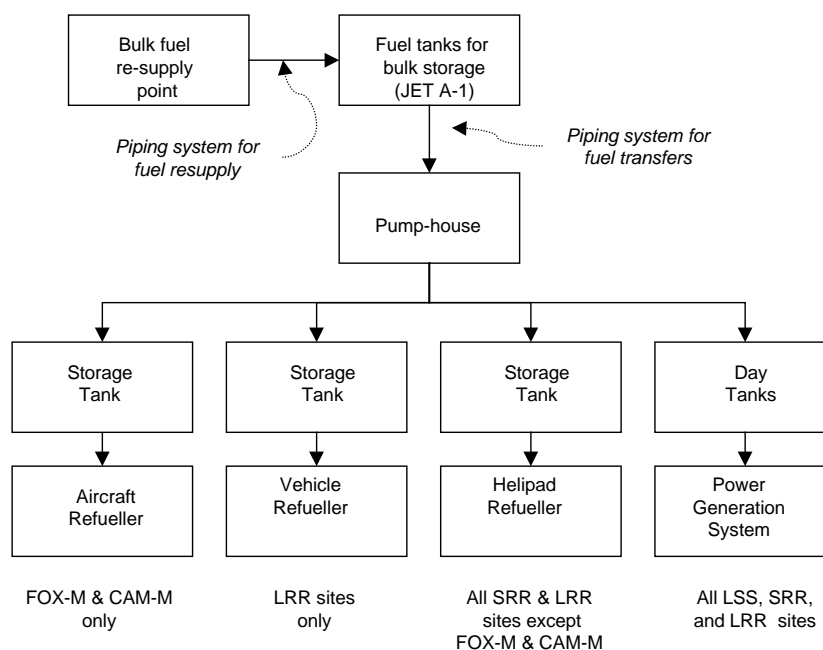 Bulk fuel
re-supply
point
Fuel tanks for
bulk storage
(JET A-1)
Piping system for
fuel resupply
Piping system for
fuel transfers
Pump-house
Storage
Tank
Storage
Tank
Storage
Tank
Day
Tanks
Aircraft
Refueller
Vehicle
Refueller
Helipad
Refueller
Power
Generation
System
FOX-M & CAM-M
only
LRR sites
only
All SRR & LRR
sites except
FOX-M & CAM-M
All LSS, SRR,
and LRR sites